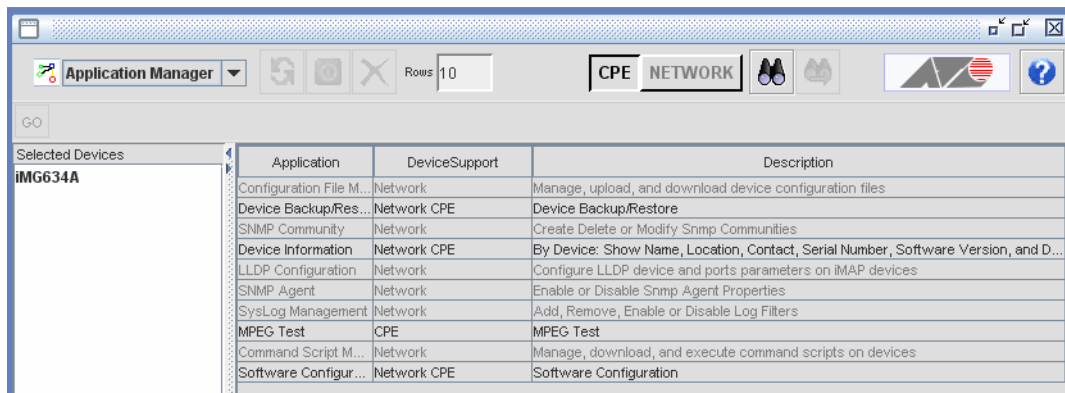 Application Manager Rows 10 CPE NETWORK
GO
Selected Devices
iMG634A
Application DeviceSupport Description
Configuration File M... Network Manage, upload, and download device configuration files
Device Backup/Res... Network CPE Device Backup/Restore
SNMP Community Network Create Delete or Modify Snmp Communities
Device Information Network CPE By Device: Show Name, Location, Contact, Serial Number, Software Version, and D...
LLDP Configuration Network Configure LLDP device and ports parameters on iMAP devices
SNMP Agent Network Enable or Disable Snmp Agent Properties
SysLog Management Network Add, Remove, Enable or Disable Log Filters
MPEG Test CPE MPEG Test
Command Script M... Network Manage, download, and execute command scripts on devices
Software Configur... Network CPE Software Configuration